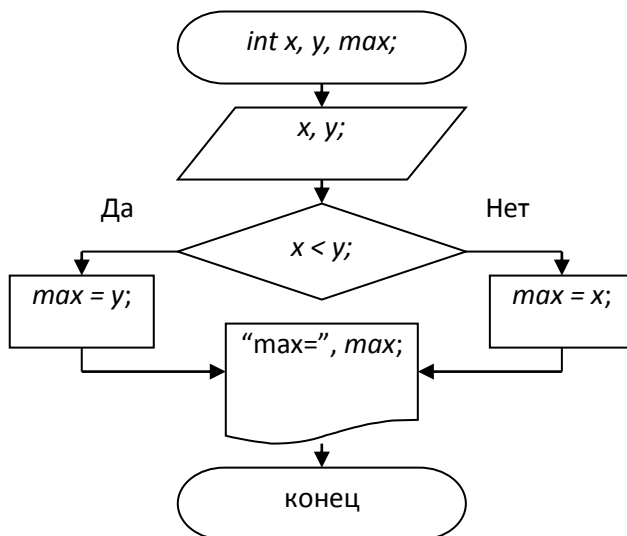 int x, y, max;
x, y;
Да
Нет
x < y;
max = y;
max = x;
“max=”, max;
конец